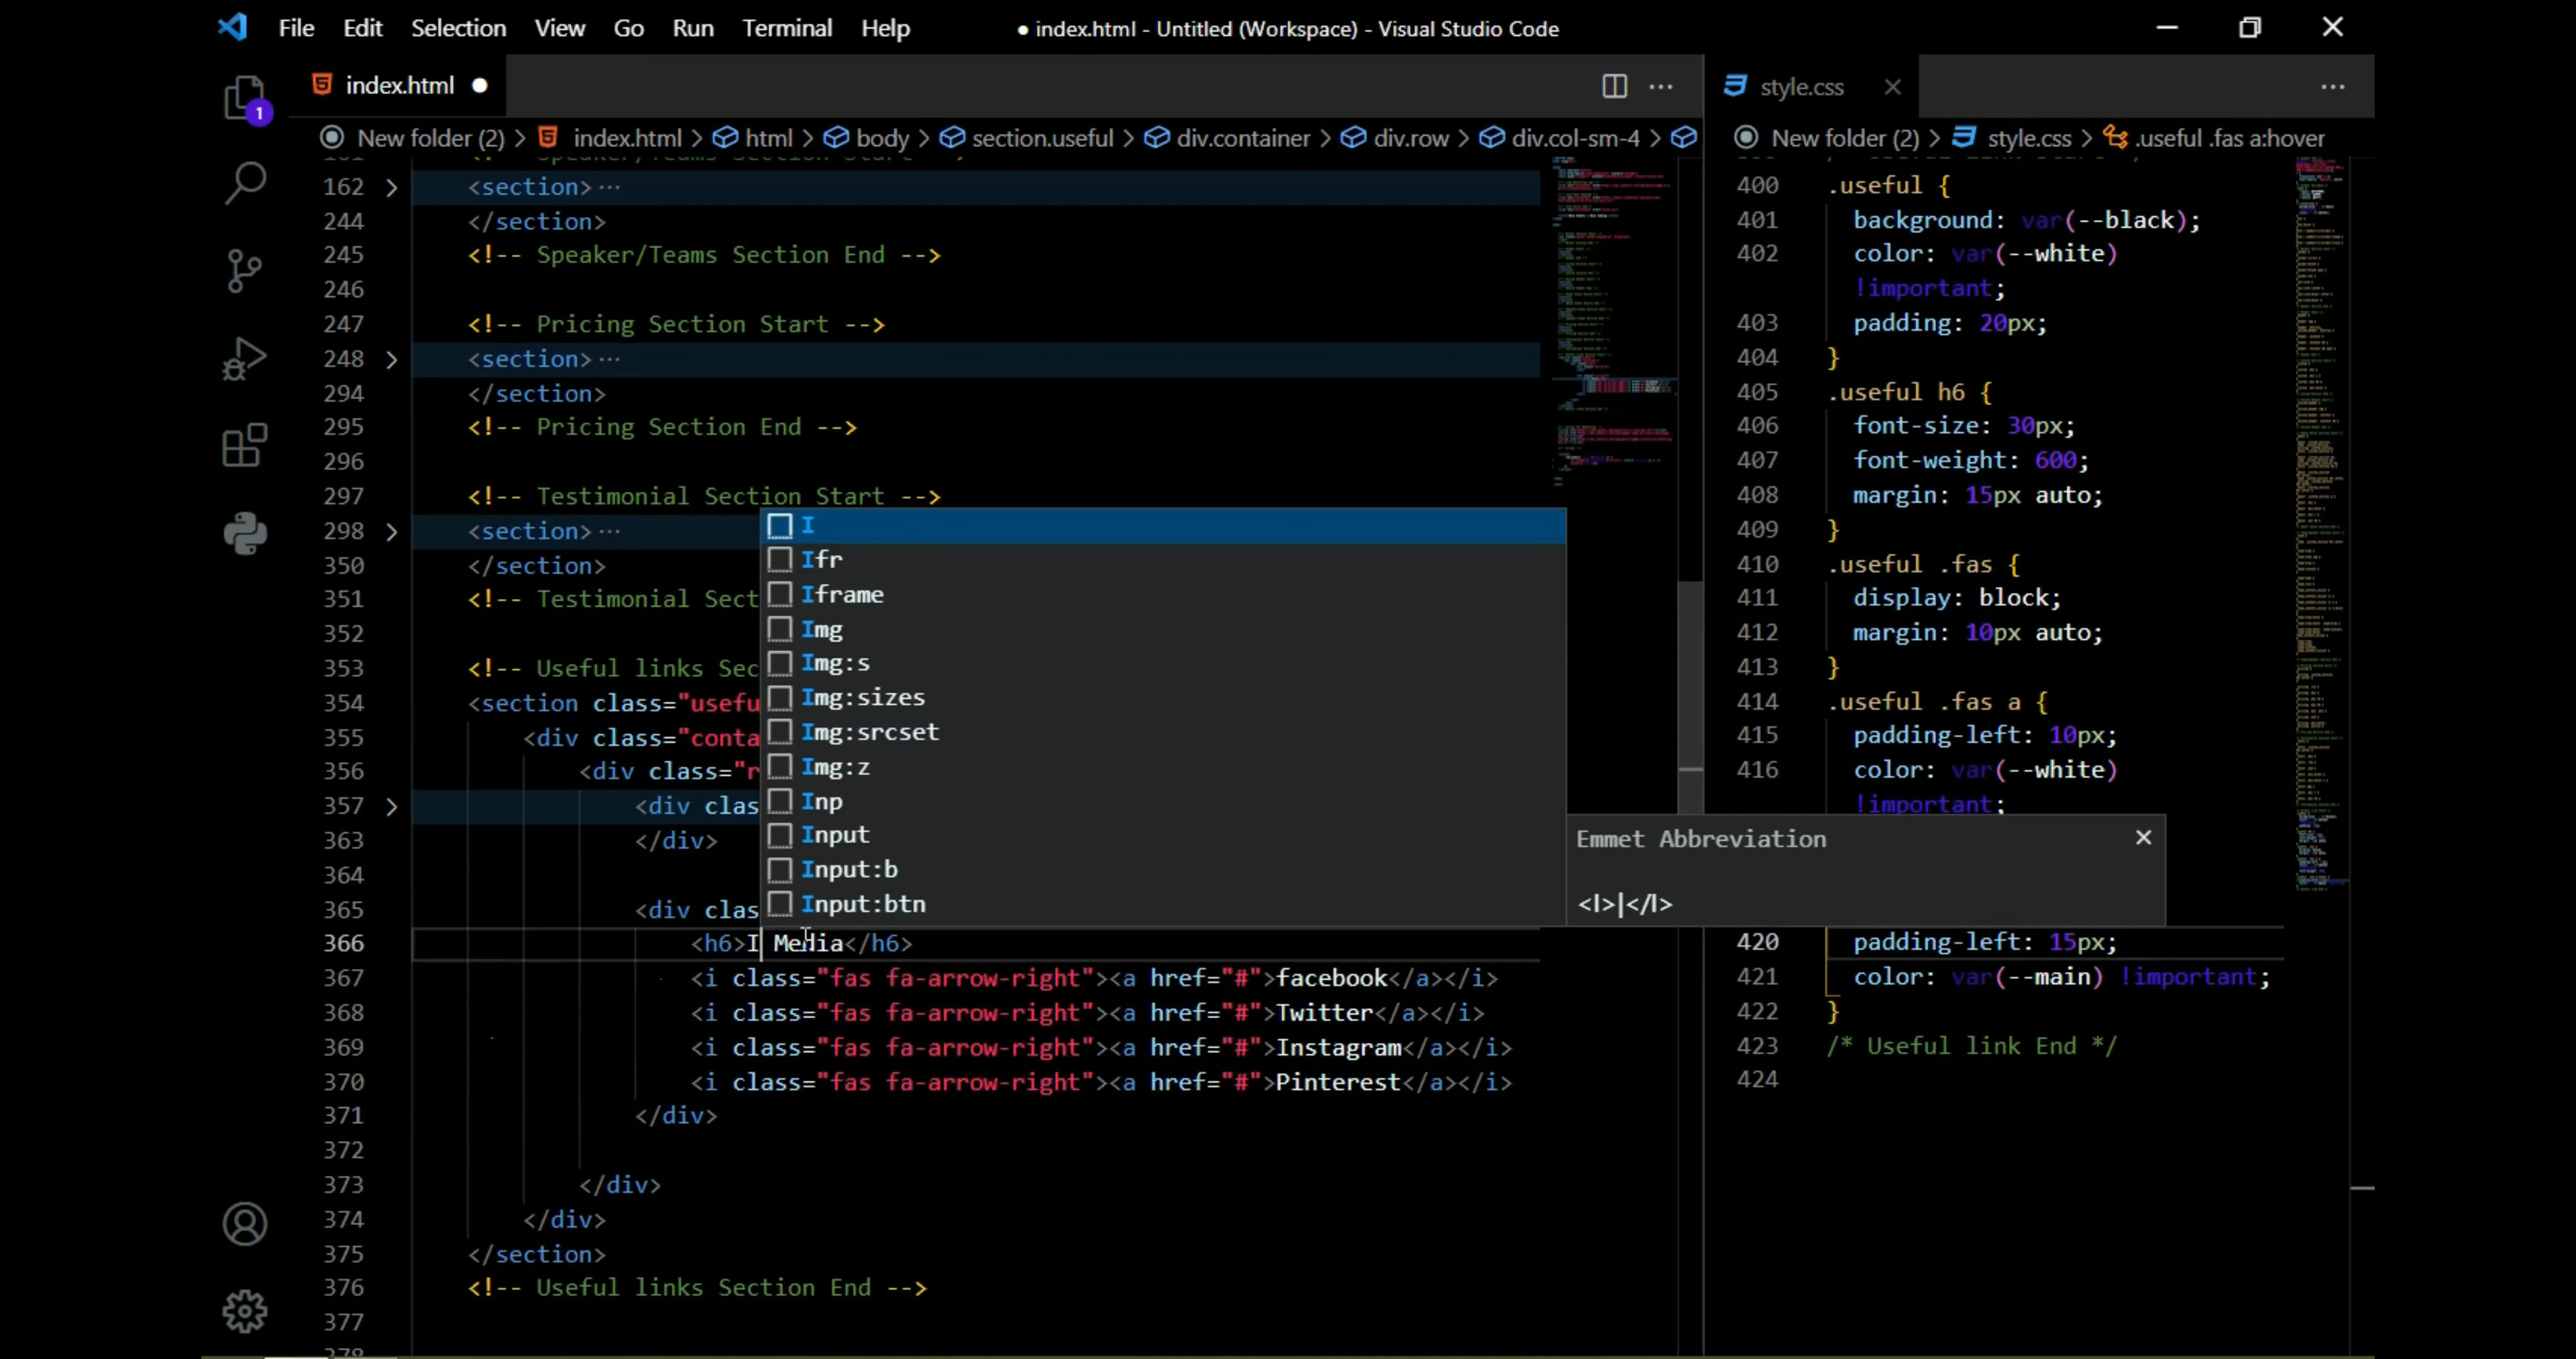 File Edit Selection View Go Run Terminal Help
● index.html - Untitled (Workspace) - Visual Studio Code
1
index.html ●
New folder (2) > index.html > html > body > section.useful > div.container > div.row > div.col-sm-4 >
162 <section>···
244 </section>
245 <!-- Speaker/Teams Section End -->
246
247 <!-- Pricing Section Start -->
248 <section>···
294 </section>
295 <!-- Pricing Section End -->
296
297 <!-- Testimonial Section Start -->
298 <section>···
350 </section>
351 <!-- Testimonial Sect
352
353 <!-- Useful links Sec
354 <section class="usefu
355 <div class="conta
356 <div class="r
357 <div clas
363 </div>
364
365 <div clas
366 <h6>I Media</h6>
367 <i class="fas fa-arrow-right"><a href="#">facebook</a></i>
368 <i class="fas fa-arrow-right"><a href="#">Twitter</a></i>
369 <i class="fas fa-arrow-right"><a href="#">Instagram</a></i>
370 <i class="fas fa-arrow-right"><a href="#">Pinterest</a></i>
371 </div>
372
373 </div>
374 </div>
375 </section>
376 <!-- Useful links Section End -->
377
378
I
Ifr
Iframe
Img
Img:s
Img:sizes
Img:srcset
Img:z
Inp
Input
Input:b
Input:btn
Emmet Abbreviation
<I>|</I>
style.css
New folder (2) > style.css > .useful .fas a:hover
400 .useful {
401 background: var(--black);
402 color: var(--white)
!important;
403 padding: 20px;
404 }
405 .useful h6 {
406 font-size: 30px;
407 font-weight: 600;
408 margin: 15px auto;
409 }
410 .useful .fas {
411 display: block;
412 margin: 10px auto;
413 }
414 .useful .fas a {
415 padding-left: 10px;
416 color: var(--white)
!important;
420 padding-left: 15px;
421 color: var(--main) !important;
422 }
423 /* Useful link End */
424